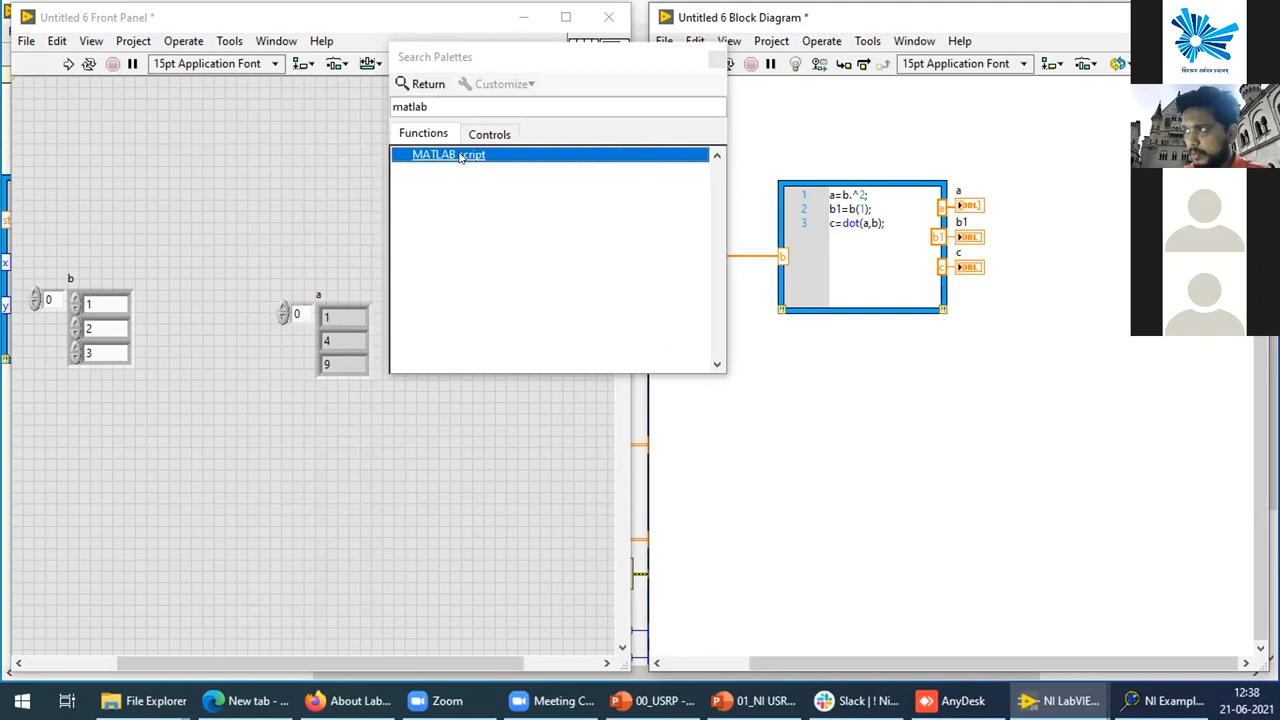 Untitled 6 Front Panel *
File Edit View Project Operate Tools Window Help
15pt Application Font
Search Palettes
Return Customize
matlab
Functions Controls
MATLAB script
b
0
1
2
3
a
0
1
4
9
st
x
y
Untitled 6 Block Diagram *
File Edit View Project Operate Tools Window Help
15pt Application Font
1 a=b.^2;
2 b1=b(1);
3 c=dot(a,b);
b
a
b1
c
a
DBL
b1
DBL
c
DBL
File Explorer
New tab - ...
About Lab...
Zoom
Meeting C...
00_USRP -...
01_NI USR...
Slack | ! Ni...
AnyDesk
NI LabVIE...
NI Exampl...
12:38
21-06-2021